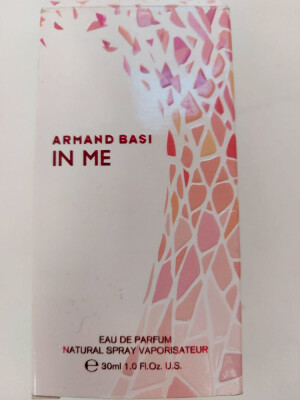 ARMAND BASI
IN ME
EAU DE PARFUM
NATURAL SPRAY VAPORISATEUR
℮ 30ml 1.0 Fl.Oz. U.S.